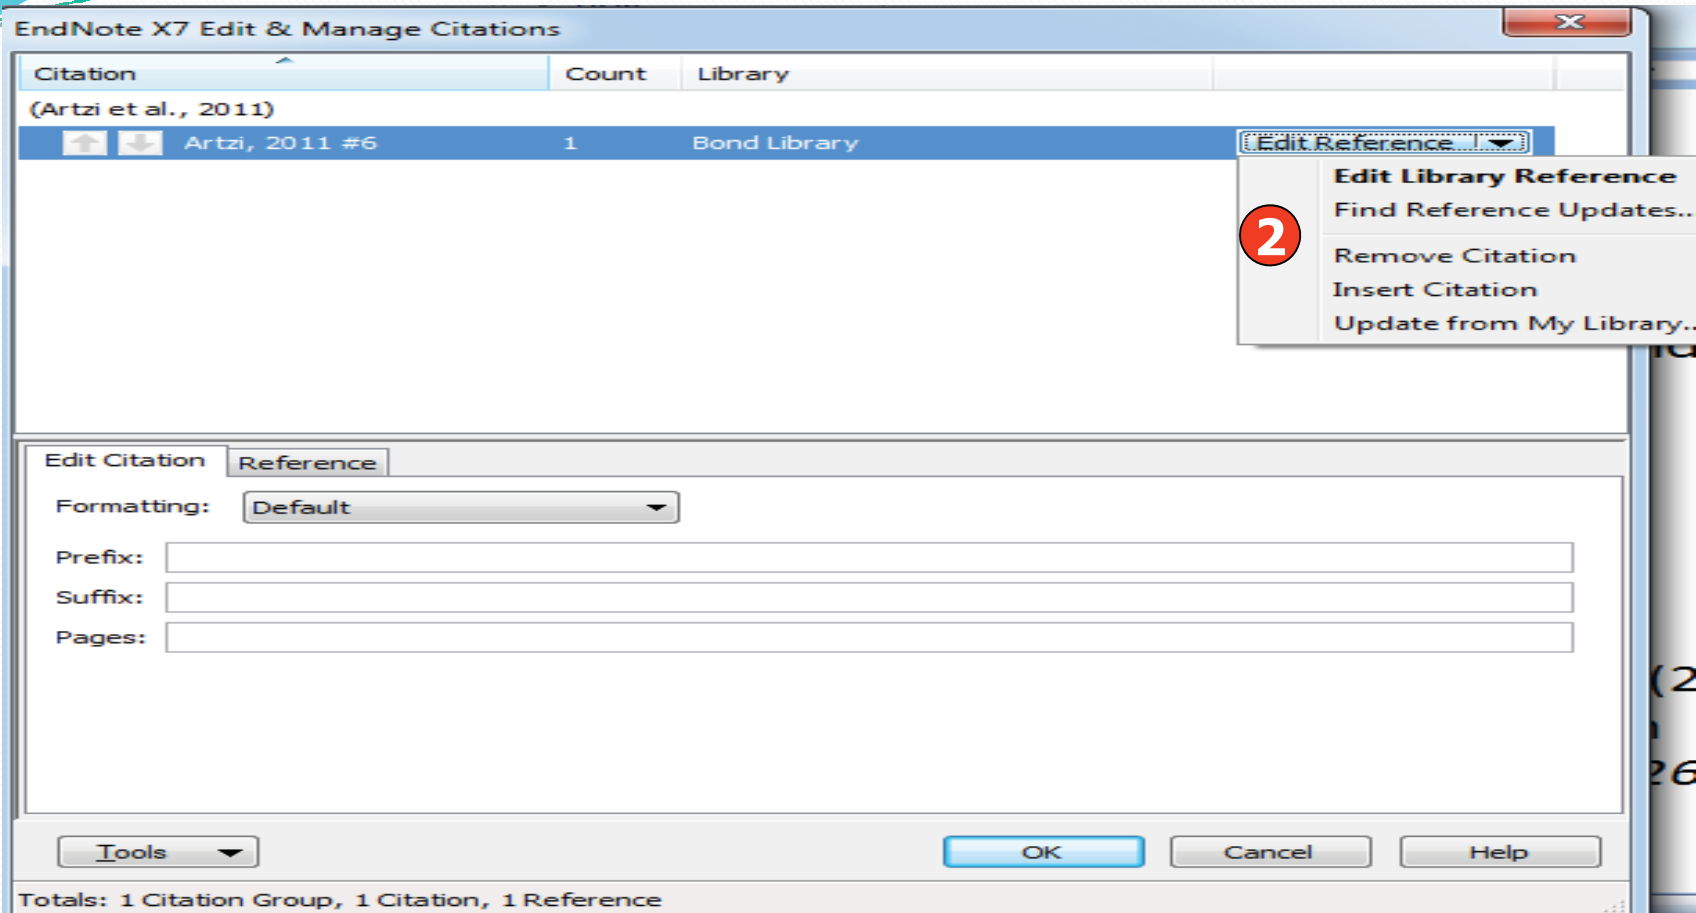 EndNote X7 Edit & Manage Citations
Citation Count Library
(Artzi et al., 2011)
Artzi, 2011 #6 1 Bond Library Edit Reference
Edit Library Reference
Find Reference Updates...
2
Remove Citation
Insert Citation
Update from My Library..
Edit Citation Reference
Formatting: Default
Prefix:
Suffix:
Pages:
(2
26
Tools OK Cancel Help
Totals: 1 Citation Group, 1 Citation, 1 Reference